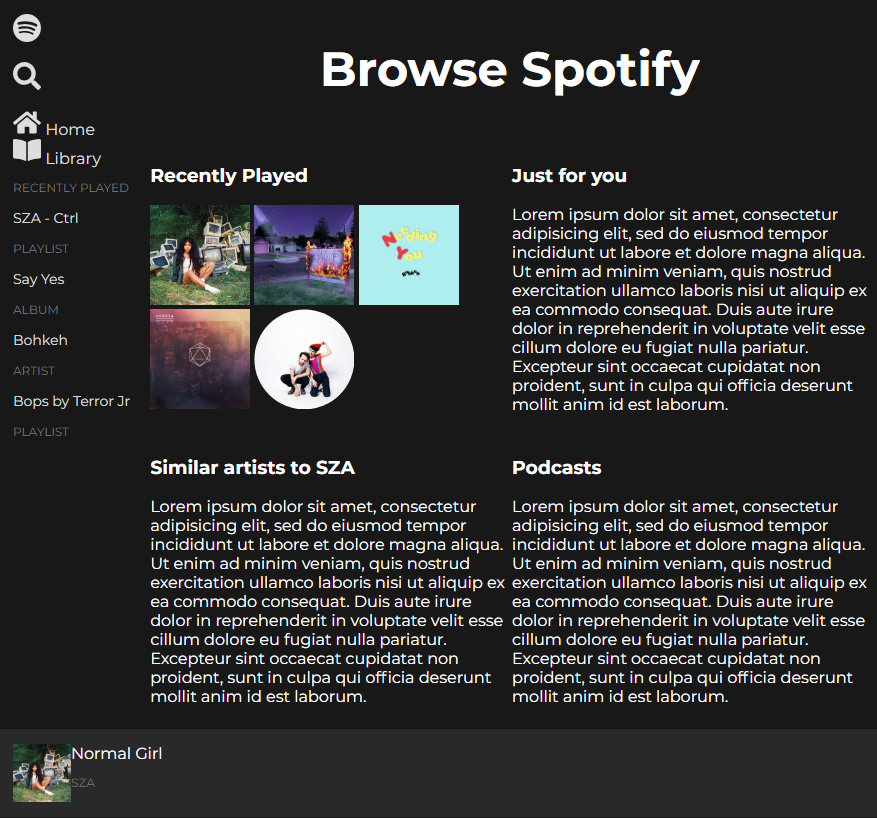 Browse Spotify
Home
Library
RECENTLY PLAYED
SZA - Ctrl
PLAYLIST
Say Yes
ALBUM
Bohkeh
ARTIST
Bops by Terror Jr
PLAYLIST
Recently Played
Needing
You
Just for you
Lorem ipsum dolor sit amet, consectetur
adipisicing elit, sed do eiusmod tempor
incididunt ut labore et dolore magna aliqua.
Ut enim ad minim veniam, quis nostrud
exercitation ullamco laboris nisi ut aliquip ex
ea commodo consequat. Duis aute irure
dolor in reprehenderit in voluptate velit esse
cillum dolore eu fugiat nulla pariatur.
Excepteur sint occaecat cupidatat non
proident, sunt in culpa qui officia deserunt
mollit anim id est laborum.
Similar artists to SZA
Lorem ipsum dolor sit amet, consectetur
adipisicing elit, sed do eiusmod tempor
incididunt ut labore et dolore magna aliqua.
Ut enim ad minim veniam, quis nostrud
exercitation ullamco laboris nisi ut aliquip ex
ea commodo consequat. Duis aute irure
dolor in reprehenderit in voluptate velit esse
cillum dolore eu fugiat nulla pariatur.
Excepteur sint occaecat cupidatat non
proident, sunt in culpa qui officia deserunt
mollit anim id est laborum.
Podcasts
Lorem ipsum dolor sit amet, consectetur
adipisicing elit, sed do eiusmod tempor
incididunt ut labore et dolore magna aliqua.
Ut enim ad minim veniam, quis nostrud
exercitation ullamco laboris nisi ut aliquip ex
ea commodo consequat. Duis aute irure
dolor in reprehenderit in voluptate velit esse
cillum dolore eu fugiat nulla pariatur.
Excepteur sint occaecat cupidatat non
proident, sunt in culpa qui officia deserunt
mollit anim id est laborum.
Normal Girl
SZA